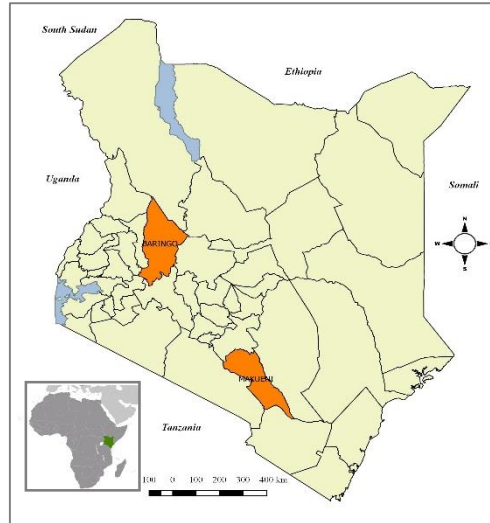 South Sudan
Ethiopia
Uganda
Somali
N
W
E
S
BARINGO
MAKUENI
Tanzania
100 0 100 200 300 400 km